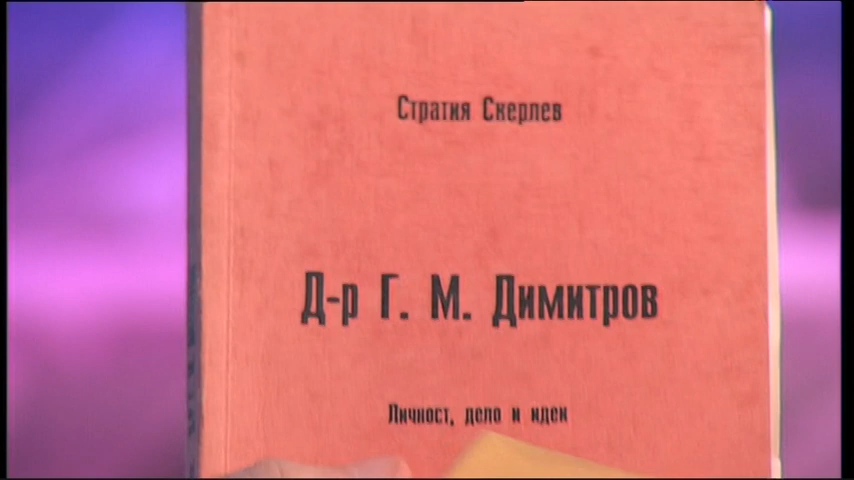 Стратия Скерлев
Д-р Г. М. Димитров
Личност, дело и идеи